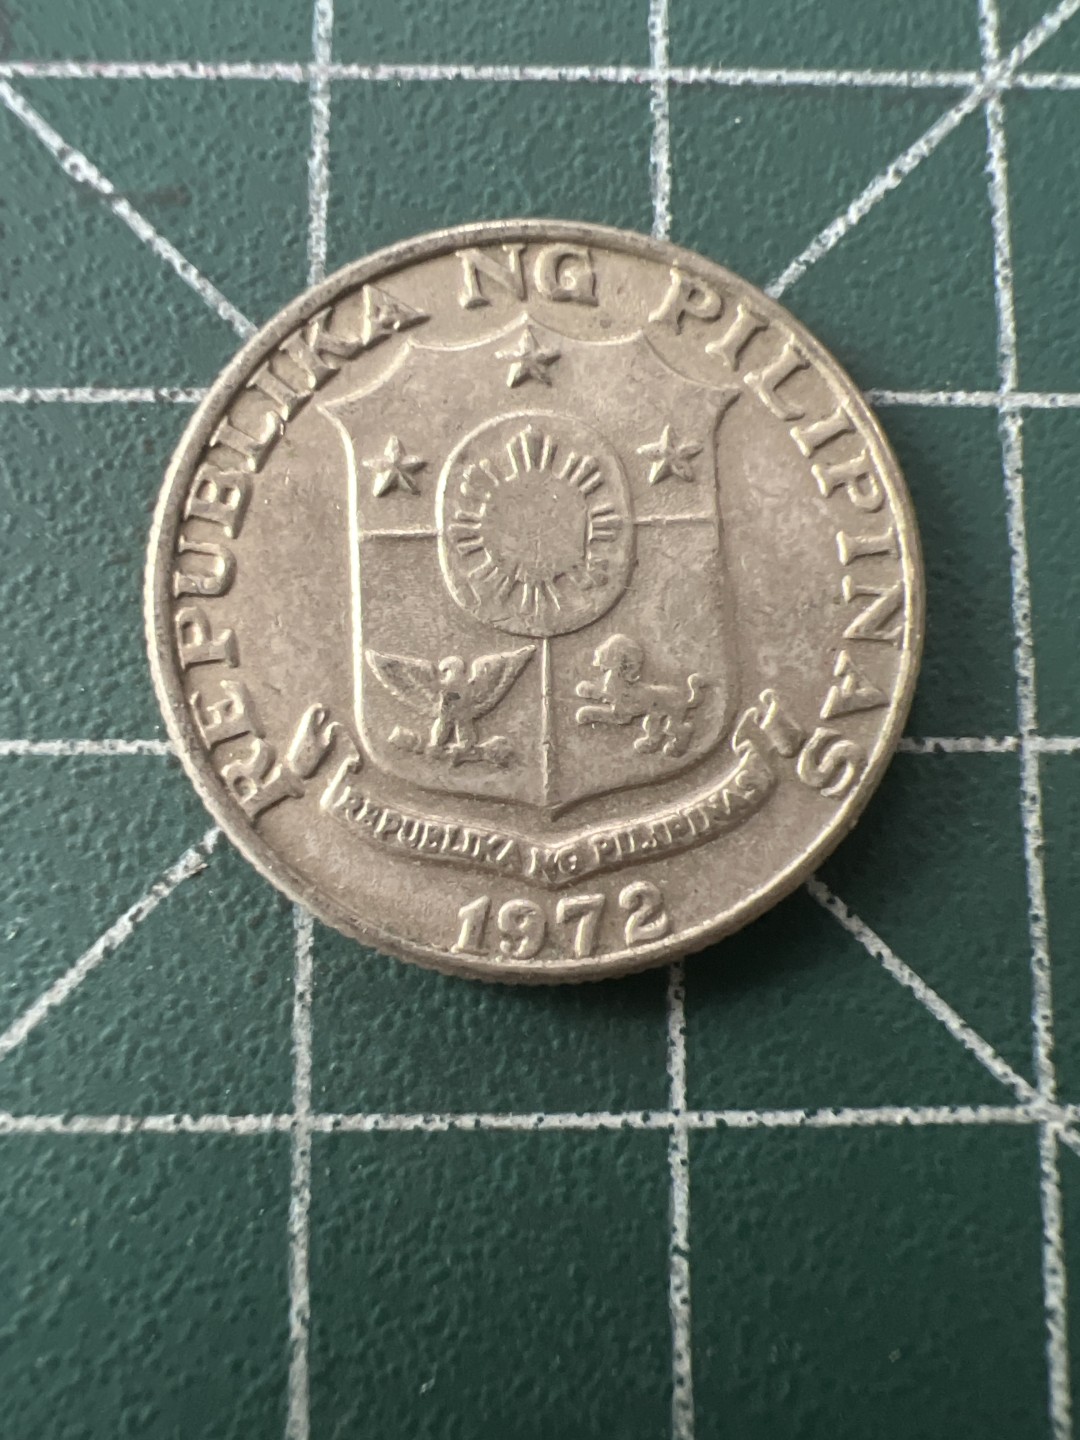 REPUBLIKA NG PILIPINAS
REPUBLIKA NG PILIPINAS
1972